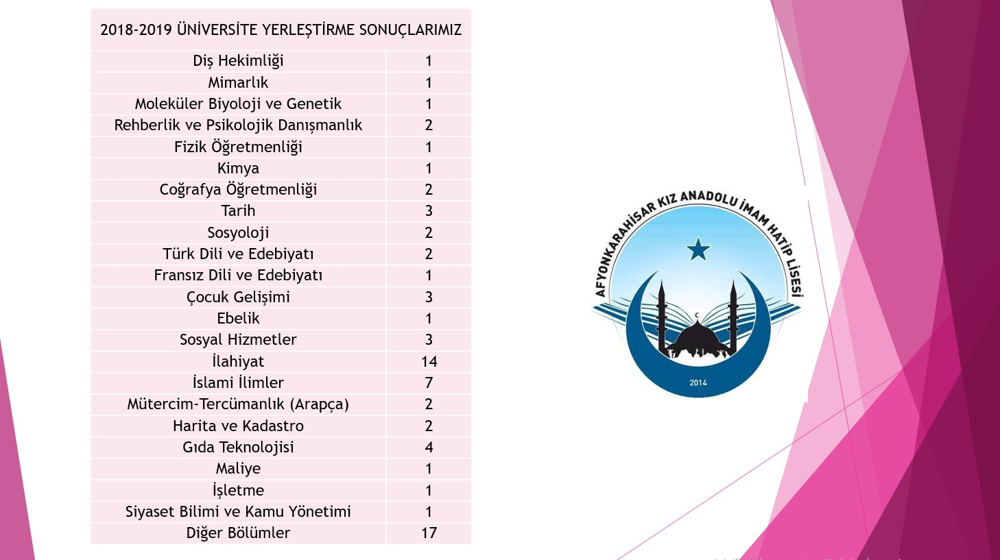 2018-2019 ÜNİVERSİTE YERLEŞTİRME SONUÇLARIMIZ
Diş Hekimliği 1
Mimarlık 1
Moleküler Biyoloji ve Genetik 1
Rehberlik ve Psikolojik Danışmanlık 2
Fizik Öğretmenliği 1
Kimya 1
Coğrafya Öğretmenliği 2
Tarih 3
Sosyoloji 2
Türk Dili ve Edebiyatı 2
Fransız Dili ve Edebiyatı 1
Çocuk Gelişimi 3
Ebelik 1
Sosyal Hizmetler 3
İlahiyat 14
İslami İlimler 7
Mütercim-Tercümanlık (Arapça) 2
Harita ve Kadastro 2
Gıda Teknolojisi 4
Maliye 1
İşletme 1
Siyaset Bilimi ve Kamu Yönetimi 1
Diğer Bölümler 17
AFYONKARAHİSAR KIZ ANADOLU İMAM HATİP LİSESİ
2014